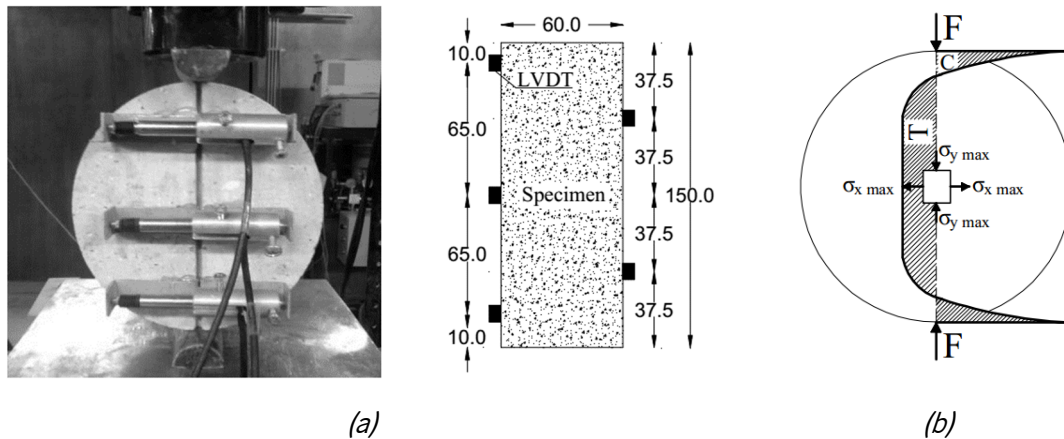 60.0
10.0
LVDT
65.0
65.0
10.0
Specimen
37.5
37.5
37.5
37.5
150.0
F
C
T
σy max
σx max
σx max
σy max
F
(a)
(b)